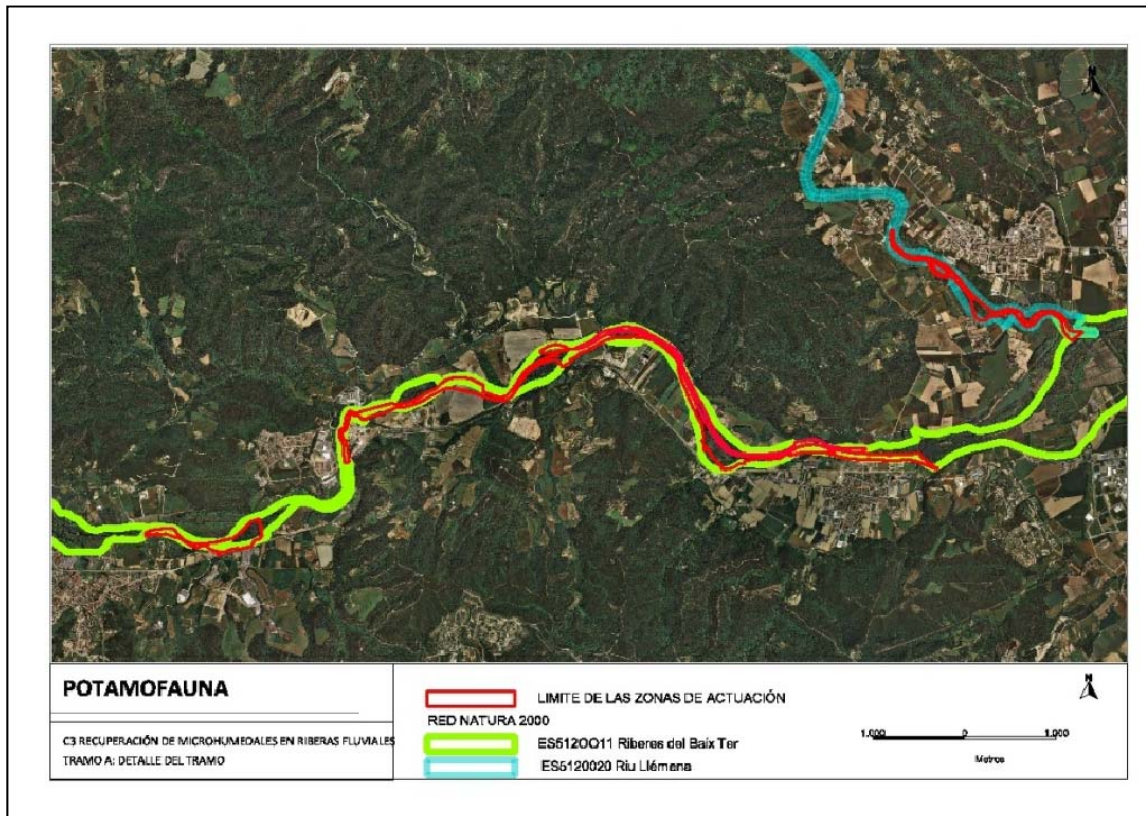 N
POTAMOFAUNA
C3 RECUPERACIÓN DE MICROHUMEDALES EN RIBERAS FLUVIALES
TRAMO A: DETALLE DEL TRAMO
LIMITE DE LAS ZONAS DE ACTUACIÓN
RED NATURA 2000
ES5120011 Riberes del Baix Ter
ES5120020 Riu Llémena
N
1.000 0 1.000
Metros